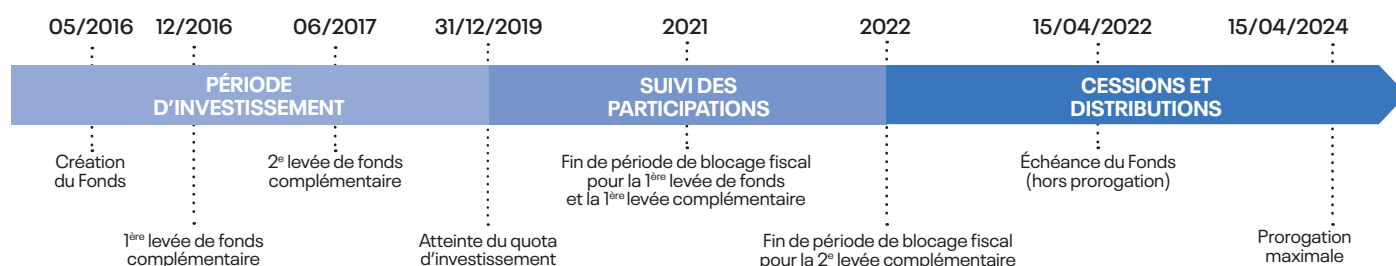 05/2016
12/2016
06/2017
31/12/2019
2021
2022
15/04/2022
15/04/2024
PÉRIODE
D'INVESTISSEMENT
SUIVI DES
PARTICIPATIONS
CESSIONS ET
DISTRIBUTIONS
Création
du Fonds
2e levée de fonds
complémentaire
Fin de période de blocage fiscal
pour la 1ère levée de fonds
et la 1ère levée complémentaire
Échéance du Fonds
(hors prorogation)
1ère levée de fonds
complémentaire
Atteinte du quota
d'investissement
Fin de période de blocage fiscal
pour la 2e levée complémentaire
Prorogation
maximale